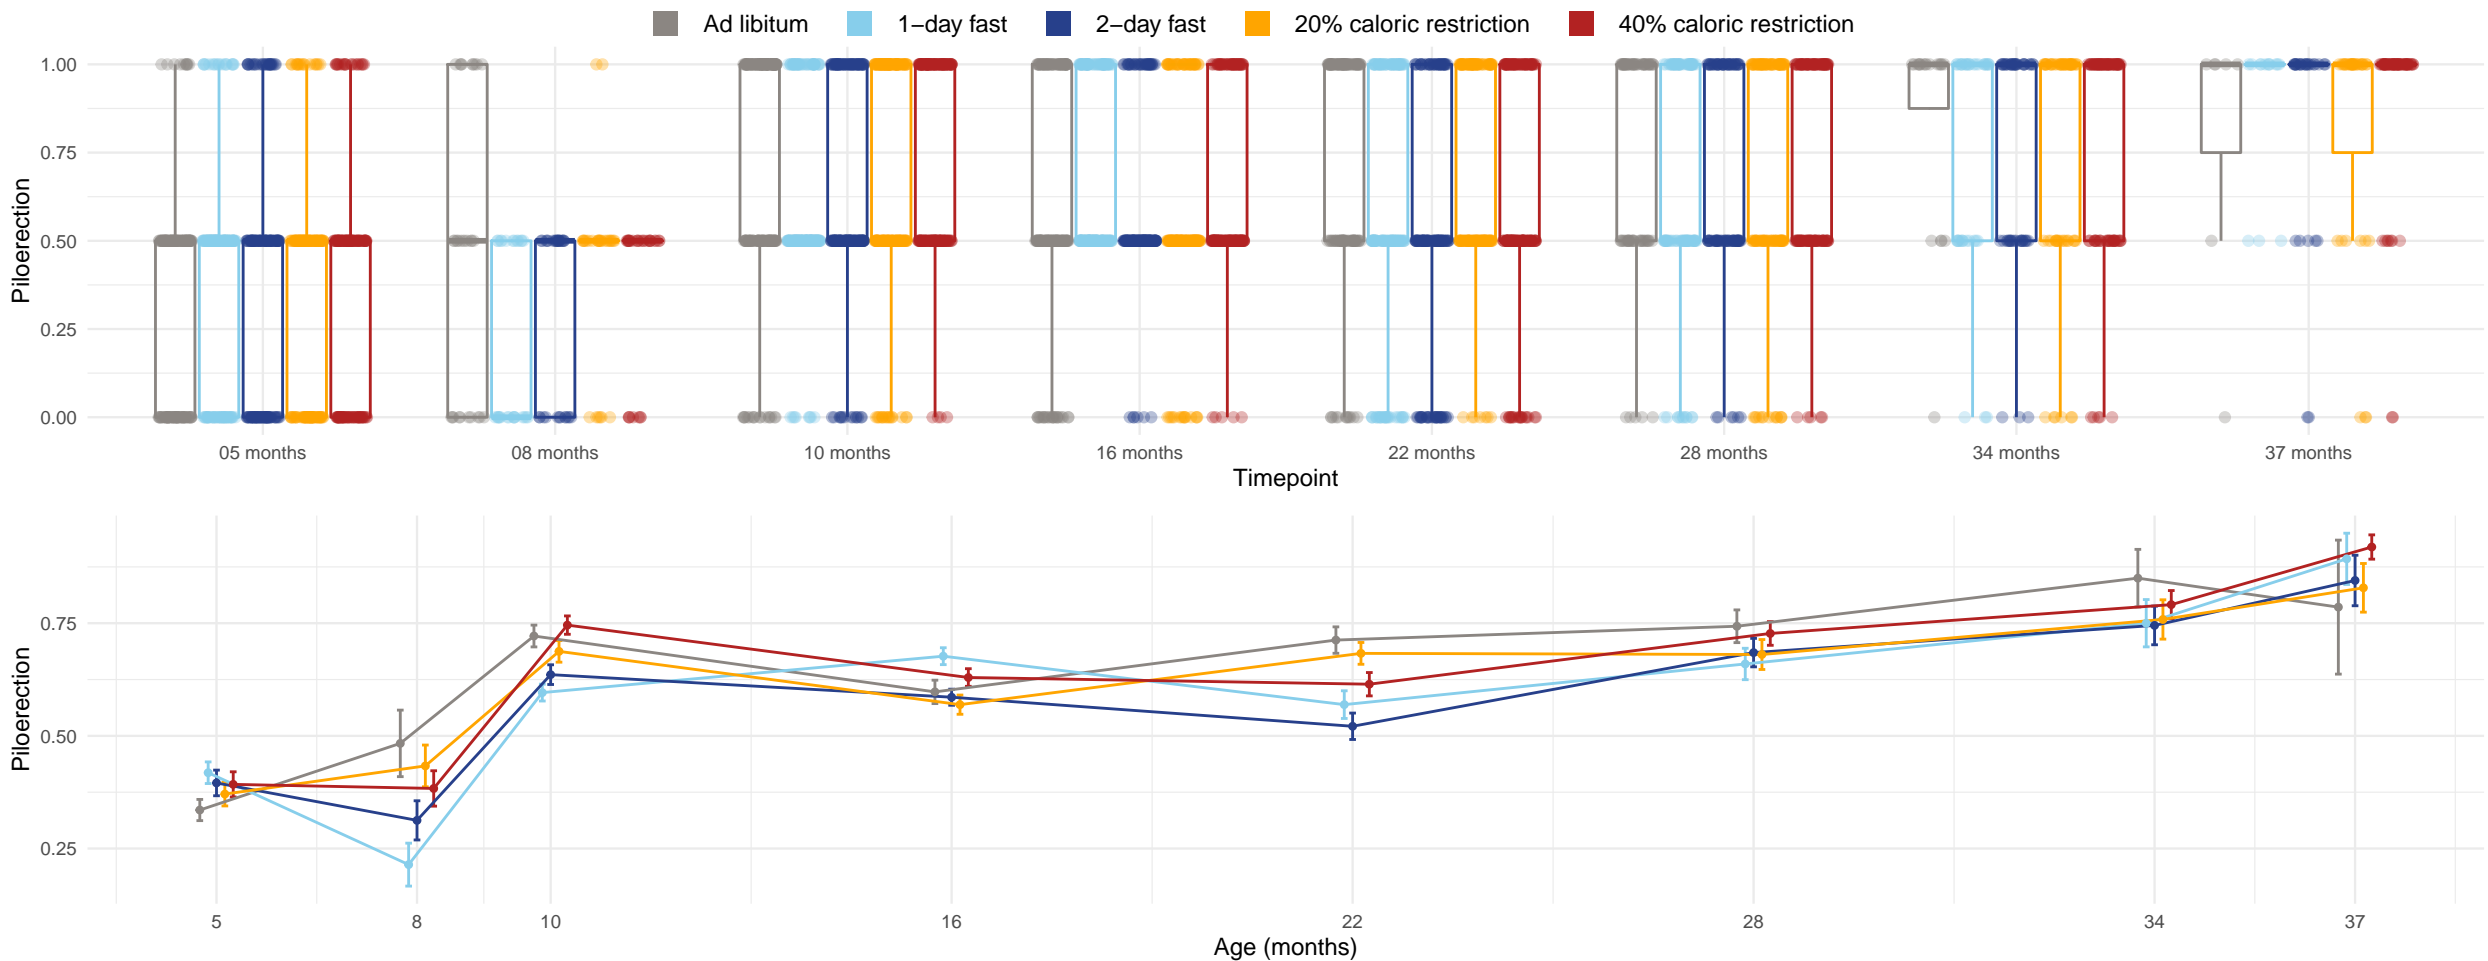 Ad libitum 1−day fast 2−day fast 20% caloric restriction 40% caloric restriction
1.00
0.75
0.50
0.25
0.00
Piloerection
05 months 08 months 10 months 16 months 22 months 28 months 34 months 37 months
Timepoint
0.75
0.50
0.25
Piloerection
5 8 10 16 22 28 34 37
Age (months)